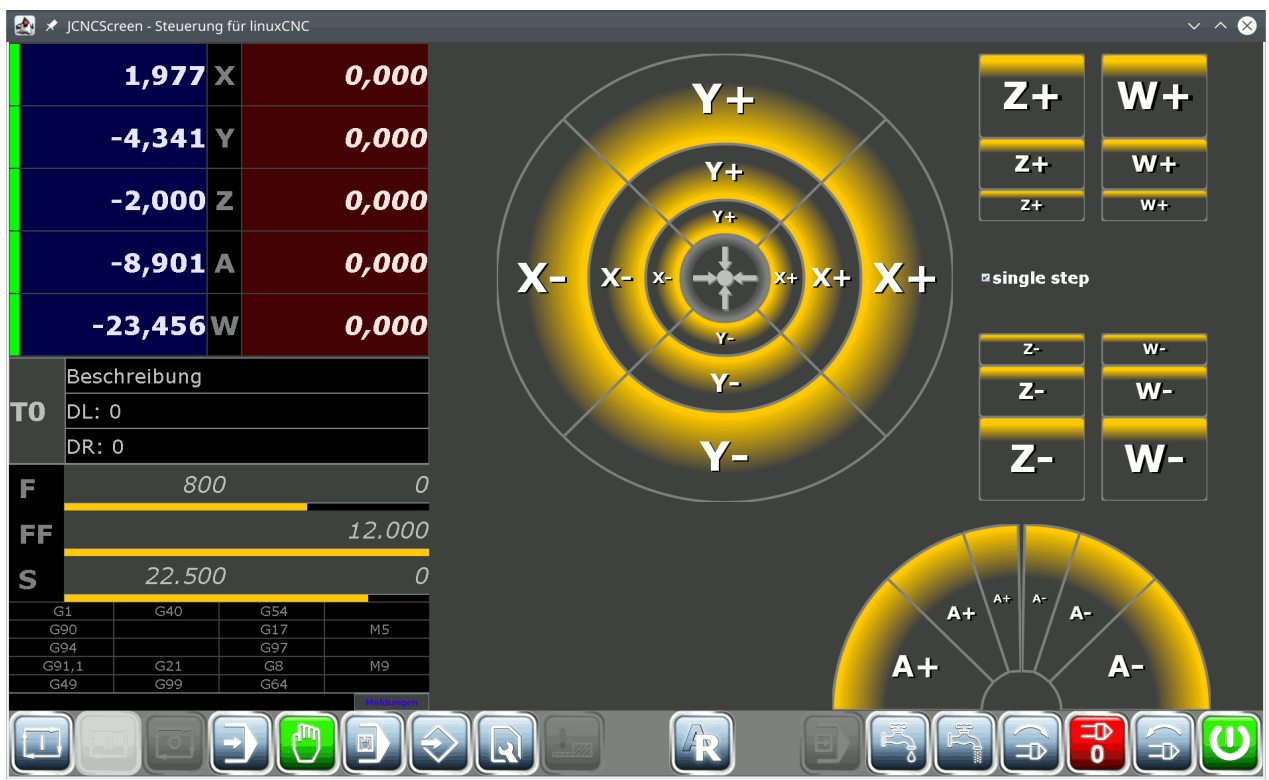 JCNCScreen - Steuerung für linuxCNC
1,977 X 0,000
-4,341 Y 0,000
-2,000 Z 0,000
-8,901 A 0,000
-23,456 W 0,000
T0
Beschreibung
DL: 0
DR: 0
F 800 0
FF 12.000
S 22.500 0
G1 G40 G54
G90 G17 M5
G94 G97
G91,1 G21 G8 M9
G49 G99 G64
Meldungen
Y+
Y+
Y+
X- X- X- X+ X+ X+
Y-
Y-
Y-
Z+ W+
Z+ W+
Z+ W+
single step
Z- W-
Z- W-
Z- W-
A+ A+ A+ A- A- A-
AR
0